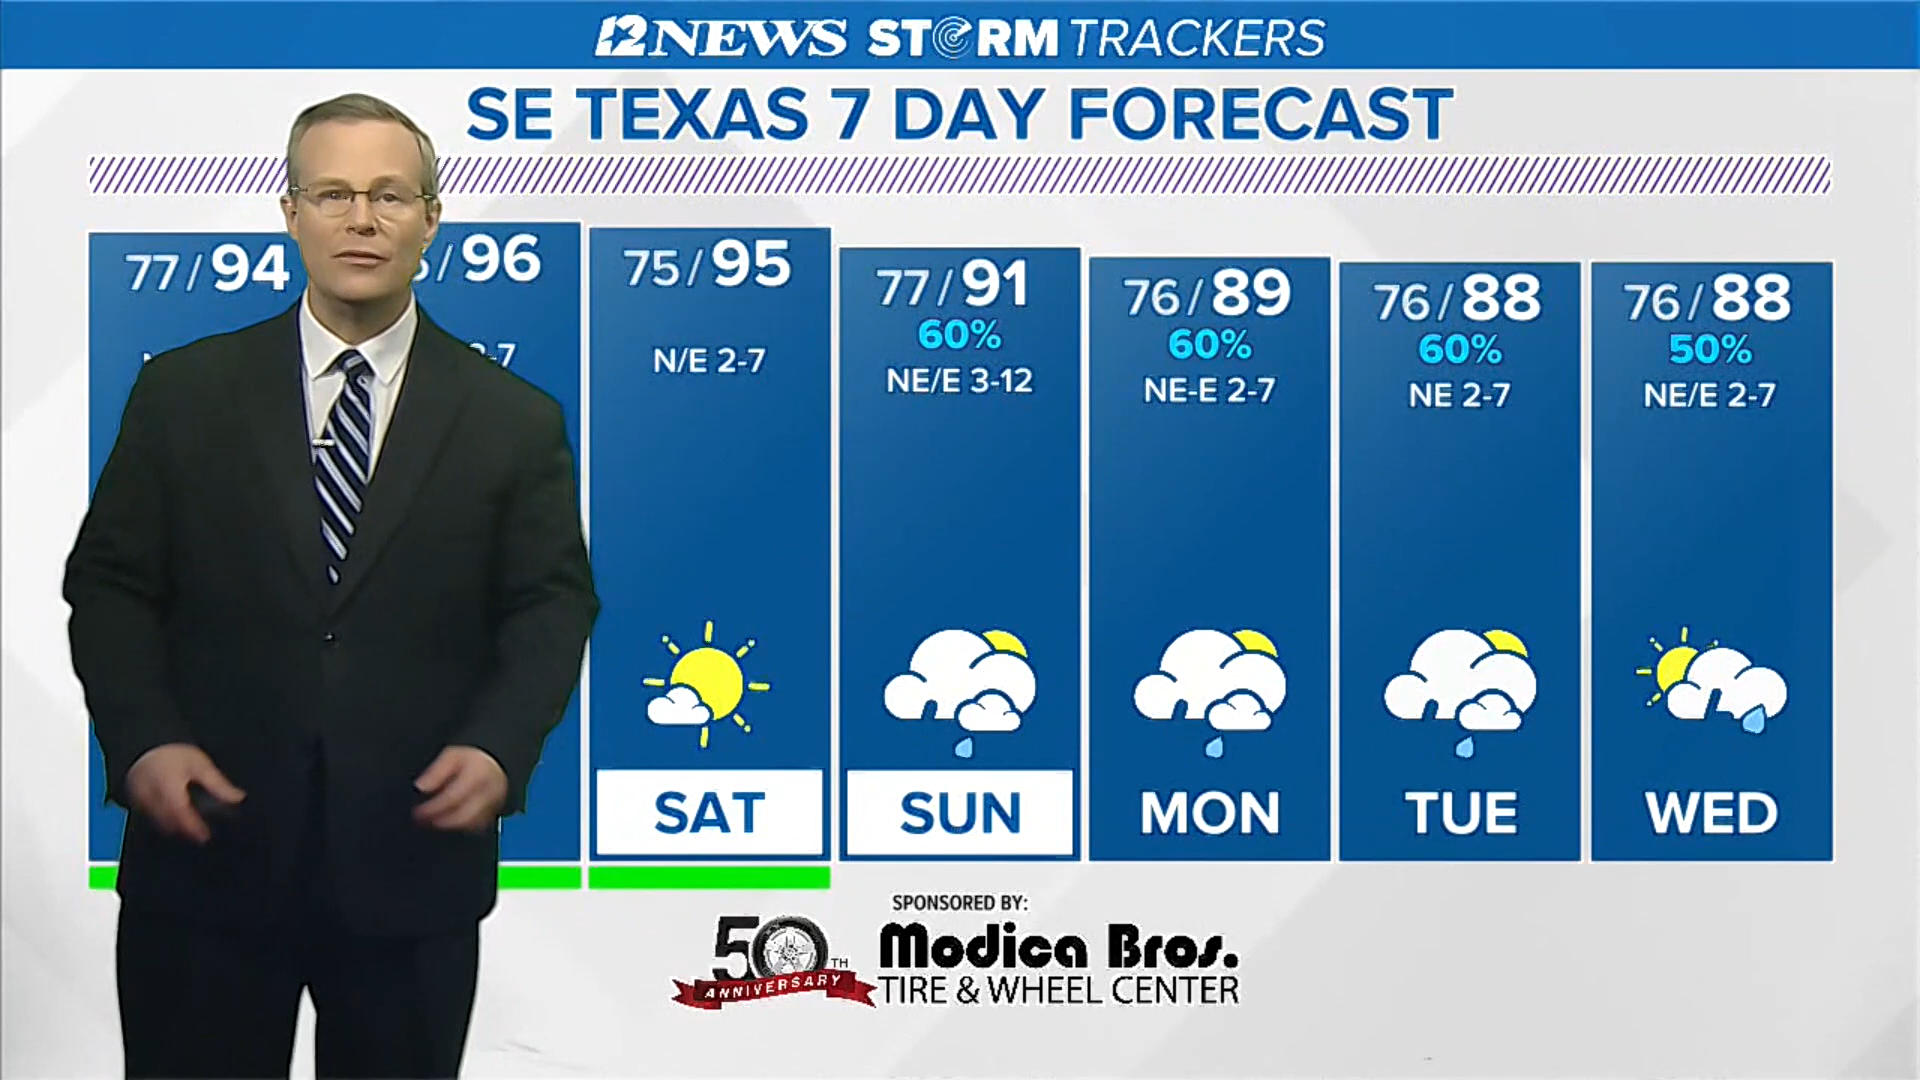 12NEWS STORM TRACKERS
SE TEXAS 7 DAY FORECAST
77/94
/96
75/95
77/91
76/89
76/88
76/88
60%
60%
60%
50%
-7
N/E 2-7
NE/E 3-12
NE-E 2-7
NE 2-7
NE/E 2-7
SAT
SUN
MON
TUE
WED
SPONSORED BY:
50TH
ANNIVERSARY
Modica Bros.
TIRE & WHEEL CENTER